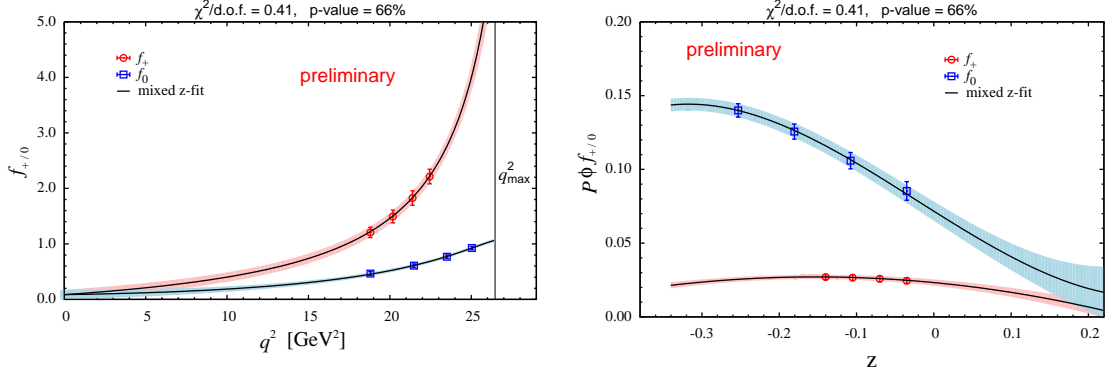 χ²/d.o.f. = 0.41, p-value = 66%
f₊
f₀
mixed z-fit
preliminary
q²max
f₊/₀
5.0
4.0
3.0
2.0
1.0
0.0
0 5 10 15 20 25
q² [GeV²]
χ²/d.o.f. = 0.41, p-value = 66%
preliminary
f₊
f₀
mixed z-fit
P ϕ f₊/₀
0.20
0.15
0.10
0.05
0.00
-0.3 -0.2 -0.1 0 0.1 0.2
z